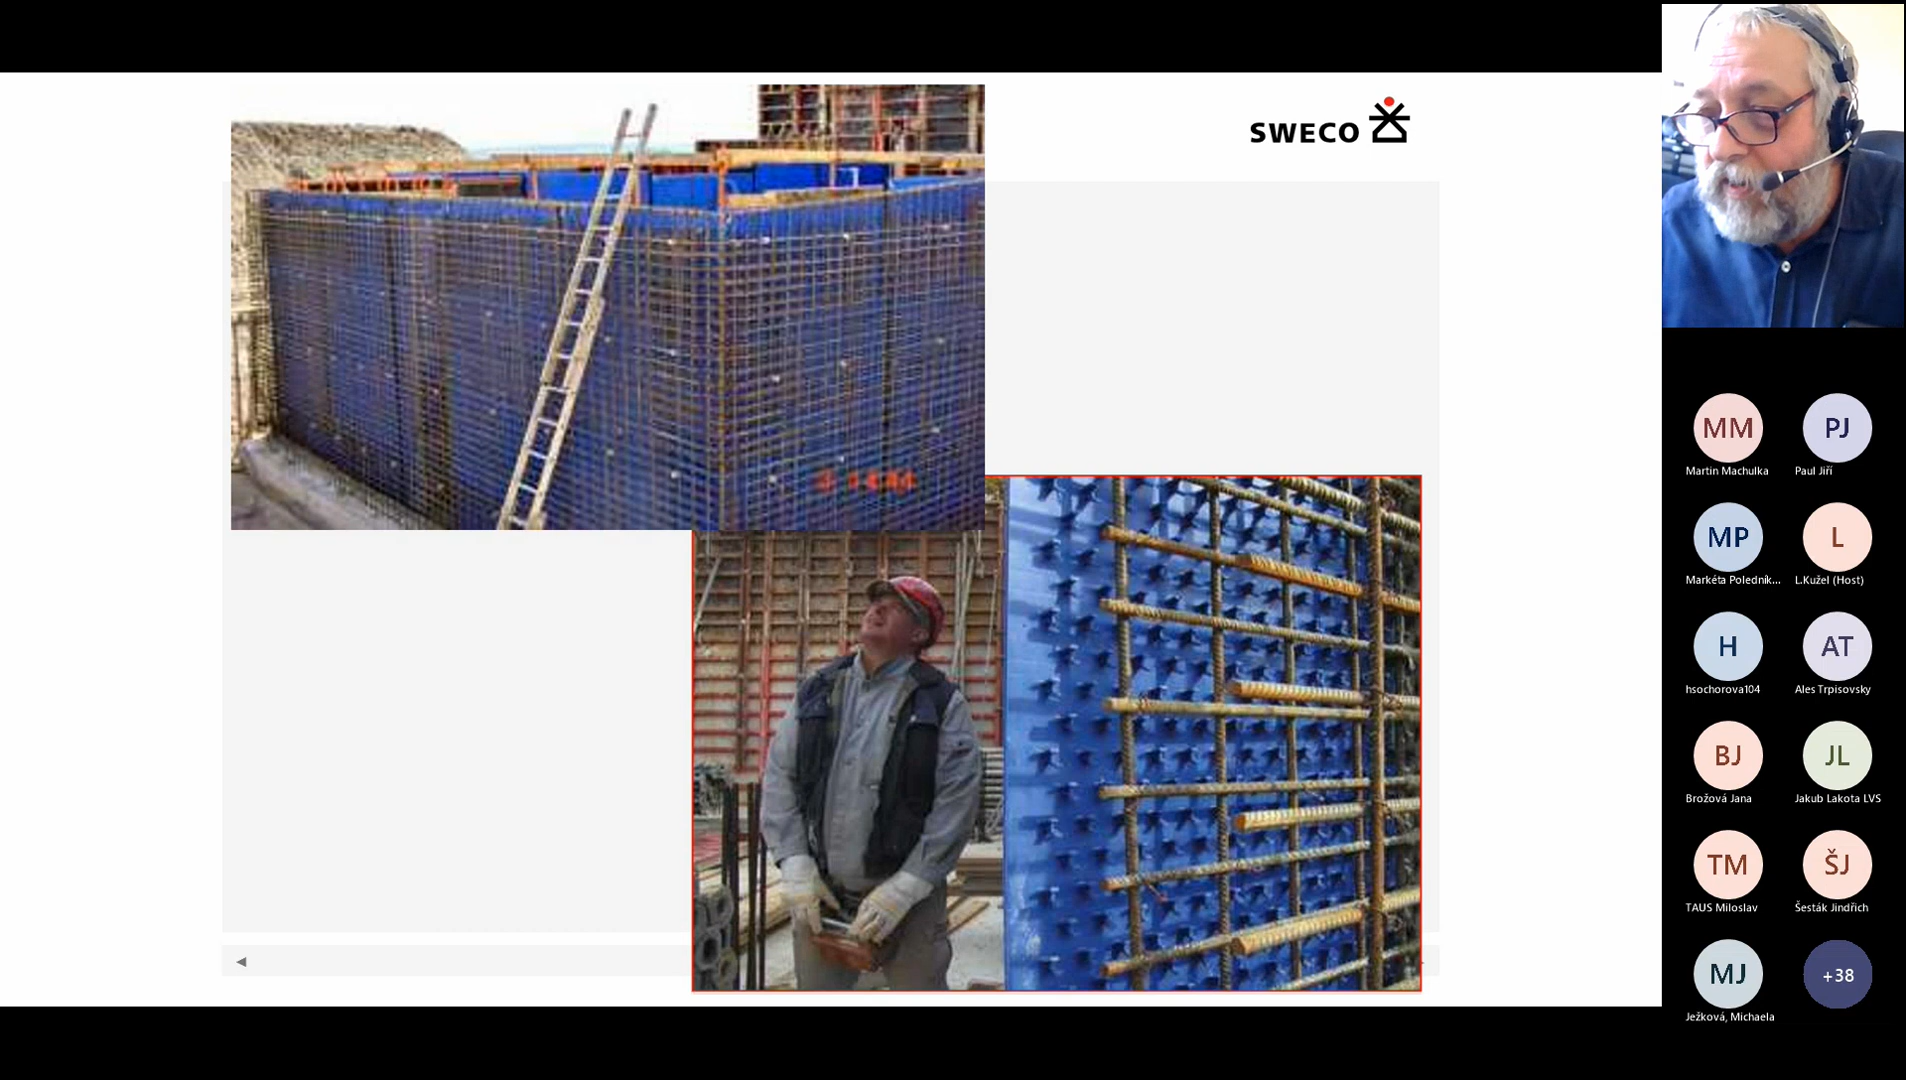 SWECO
MM
PJ
Martin Machulka
Paul Jiří
MP
L
Markéta Poledník...
L.Kužel (Host)
H
AT
hsochorova104
Ales Trpisovsky
BJ
JL
Brožová Jana
Jakub Lakota LVS
TM
ŠJ
TAUS Miloslav
Šesták Jindřich
MJ
+38
Ježková, Michaela